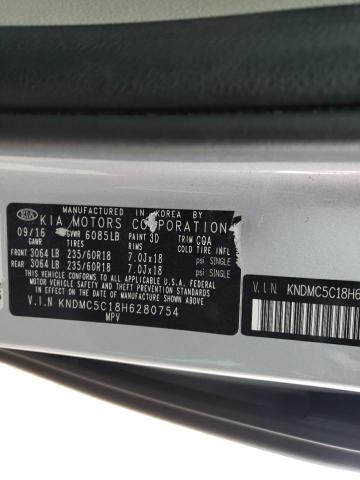 KIA
MANUFACTURED IN KOREA BY
KIA MOTORS CORPORATION
09/16 GVWR 6085LB PAINT 3D TRIM CQA
GAWR TIRES COLD TIRE INFL
FRONT 3064 LB 235/60R18 7.0Jx18 psi SINGLE
REAR 3064 LB 235/60R18 7.0Jx18 psi SINGLE
THIS VEHICLE CONFORMS TO ALL APPLICABLE U.S.A. FEDERAL
MOTOR VEHICLE SAFETY AND THEFT PREVENTION STANDARDS
IN EFFECT ON THE DATE OF MANUFACTURE SHOWN ABOVE.
V.I.N KNDMC5C18H6280754
MPV
V.I.N. KNDMC5C18H6